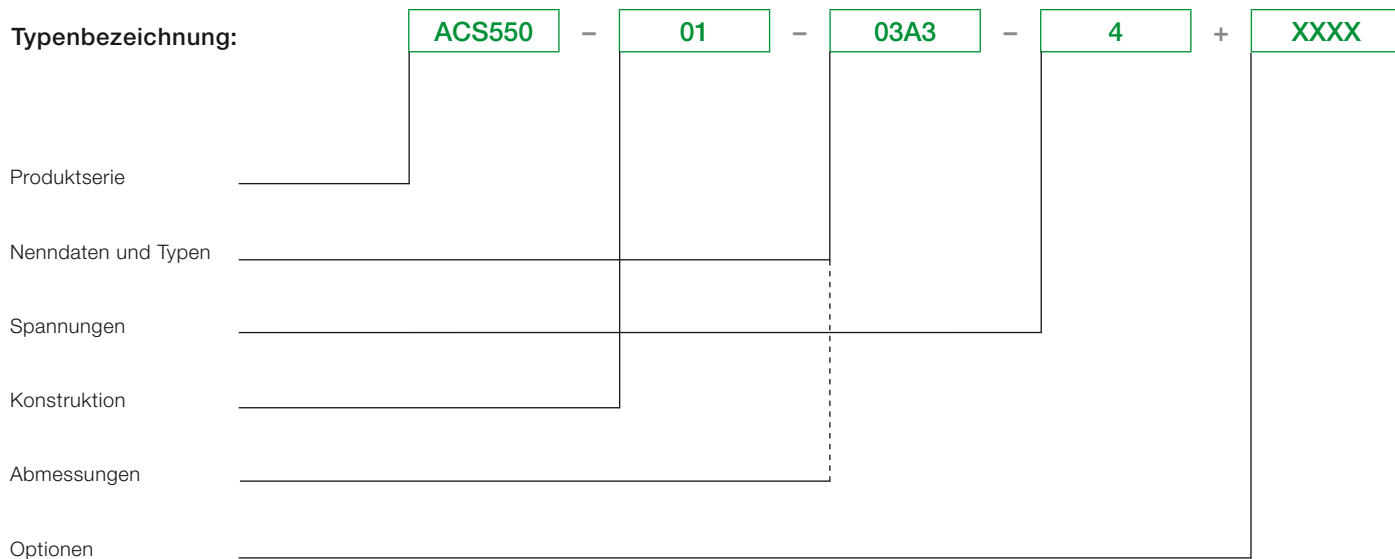 Typenbezeichnung: ACS550 – 01 – 03A3 – 4 + XXXX
Produktserie
Nenndaten und Typen
Spannungen
Konstruktion
Abmessungen
Optionen